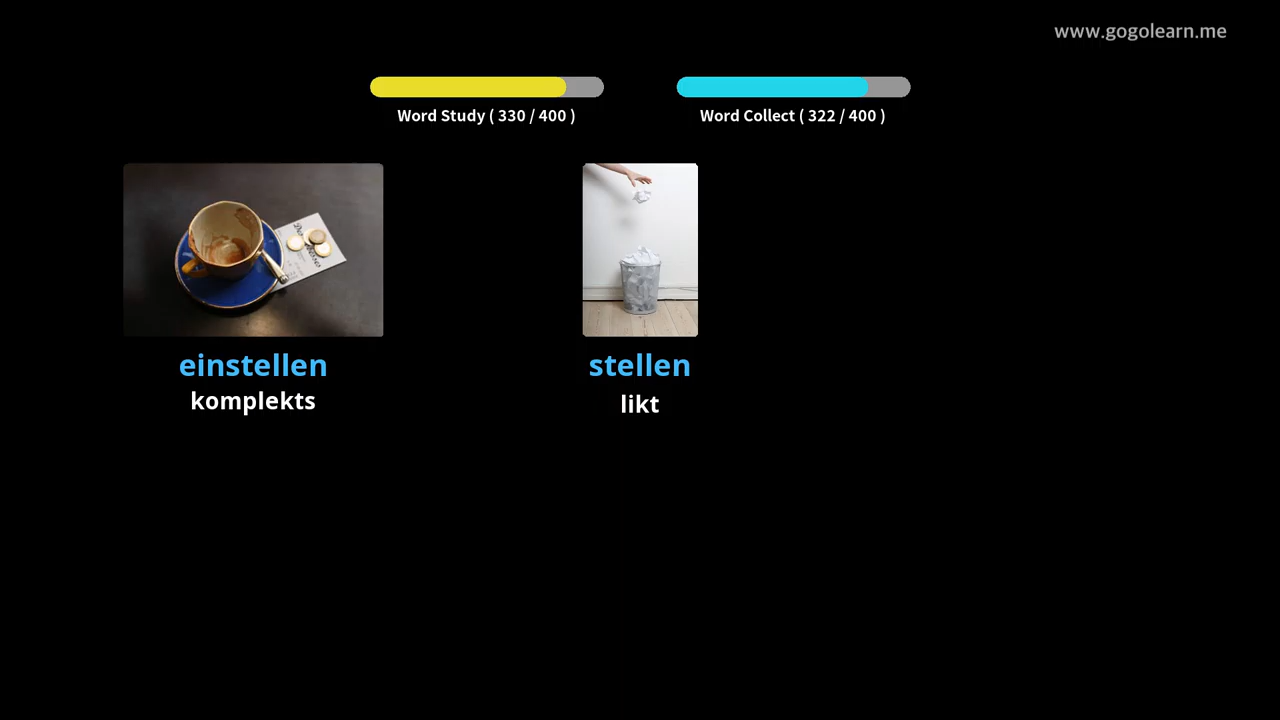 www.gogolearn.me
Word Study ( 330 / 400 )
Word Collect ( 322 / 400 )
einstellen
komplekts
stellen
likt